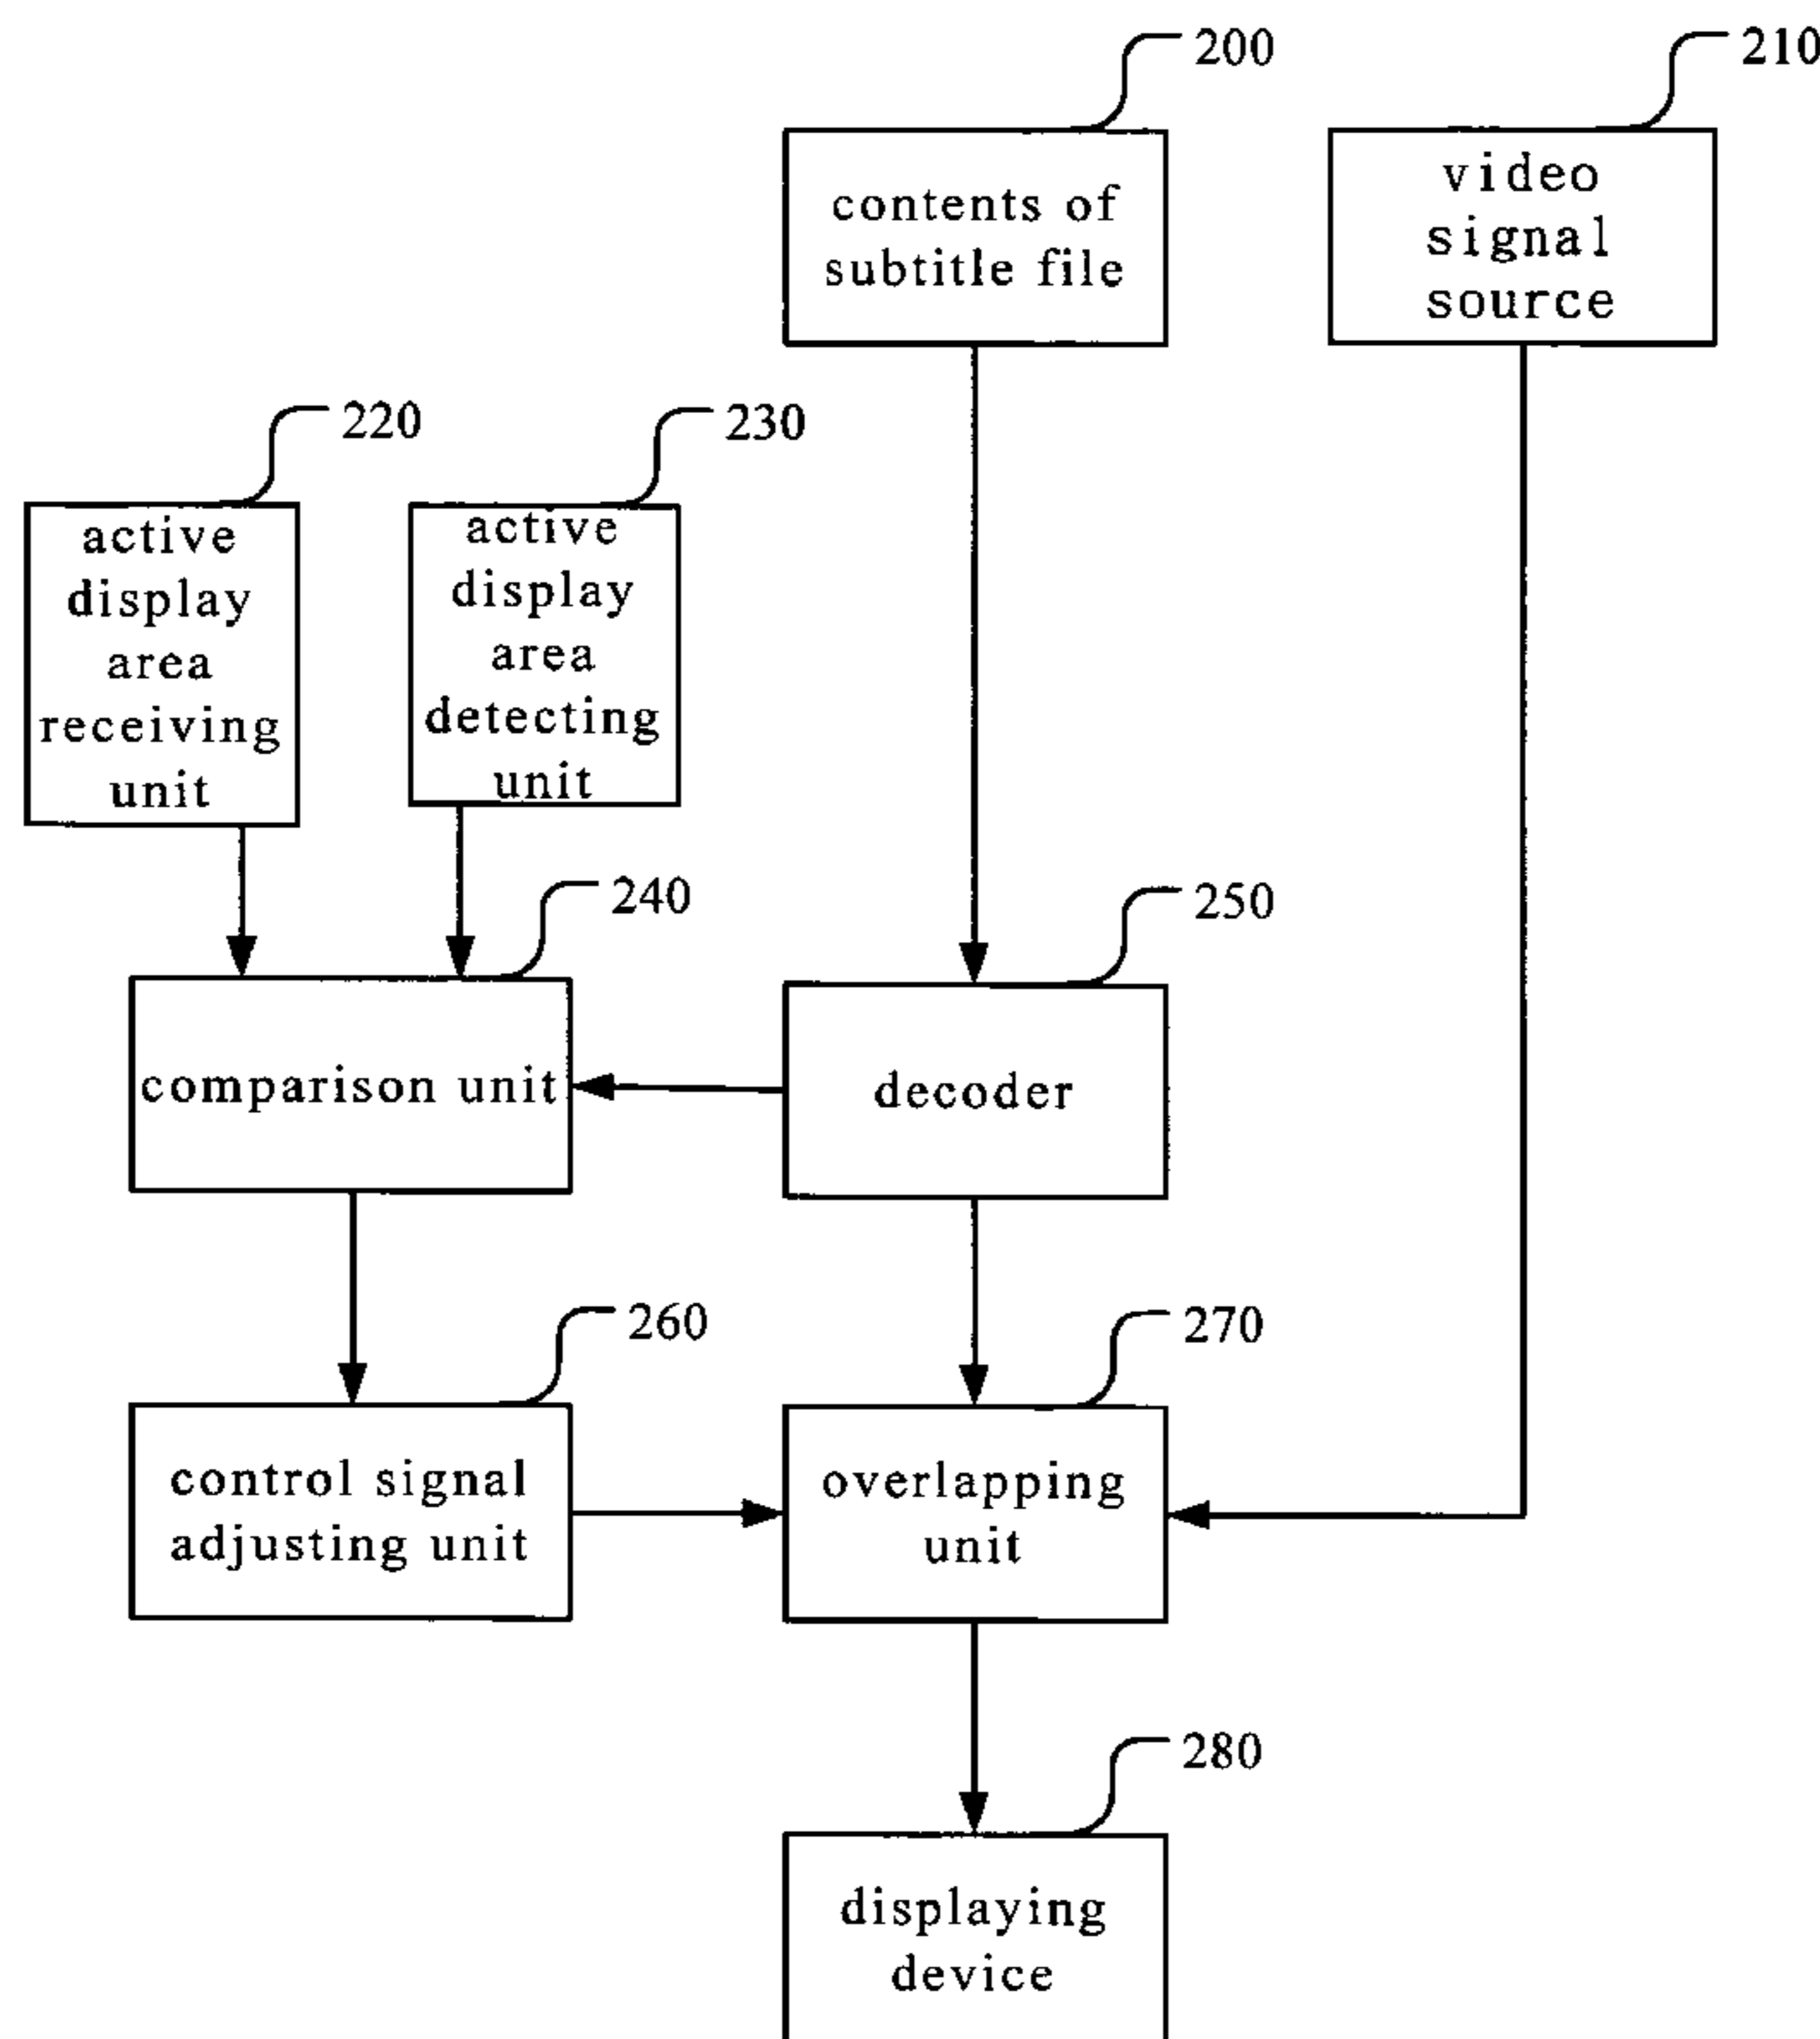 200
210
contents of
subtitle file
video
signal
source
220
230
active
display
area
receiving
unit
active
display
area
detecting
unit
240
250
comparison unit
decoder
260
270
control signal
adjusting unit
overlapping
unit
280
displaying
device